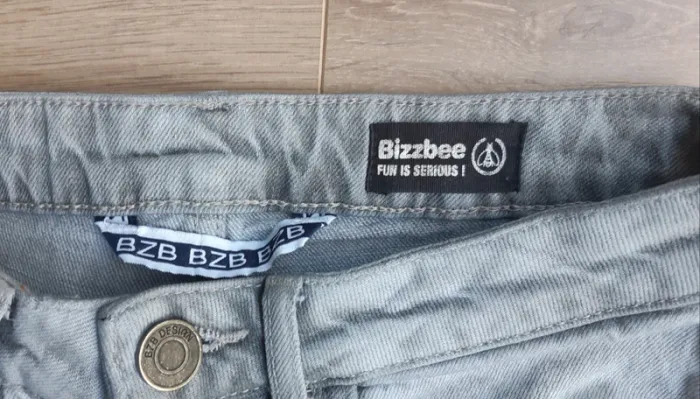 Bizzbee
FUN IS SERIOUS !
BZB BZB BZB
BZB DESIGN